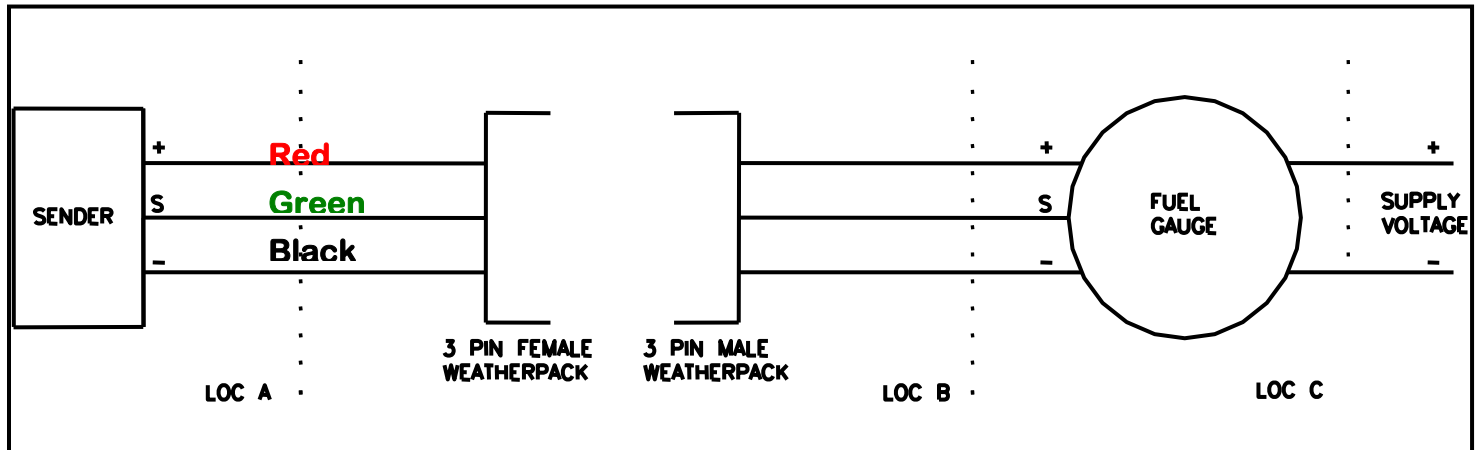 + Red + +
S Green S
- Black - -
SENDER
FUEL
GAUGE
SUPPLY
VOLTAGE
3 PIN FEMALE
WEATHERPACK
3 PIN MALE
WEATHERPACK
LOC A
LOC B
LOC C